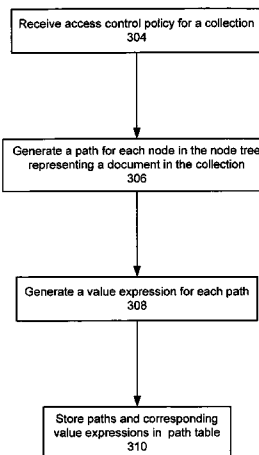 Receive access control policy for a collection
304
Generate a path for each node in the node tree
representing a document in the collection
306
Generate a value expression for each path
308
Store paths and corresponding
value expressions in path table
310